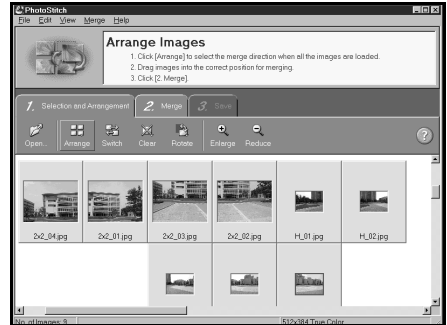 PhotoStitch
File Edit View Merge Help
Arrange Images
1. Click [Arrange] to select the merge direction when all the images are loaded.
2. Drag images into the correct position for merging.
3. Click [2. Merge].
1. Selection and Arrangement 2. Merge 3. Save
Open... Arrange Switch Clear Rotate Enlarge Reduce ?
2x2_04.jpg 2x2_01.jpg 2x2_03.jpg 2x2_02.jpg H_01.jpg H_02.jpg
No. of Images: 9 512x384 True Color